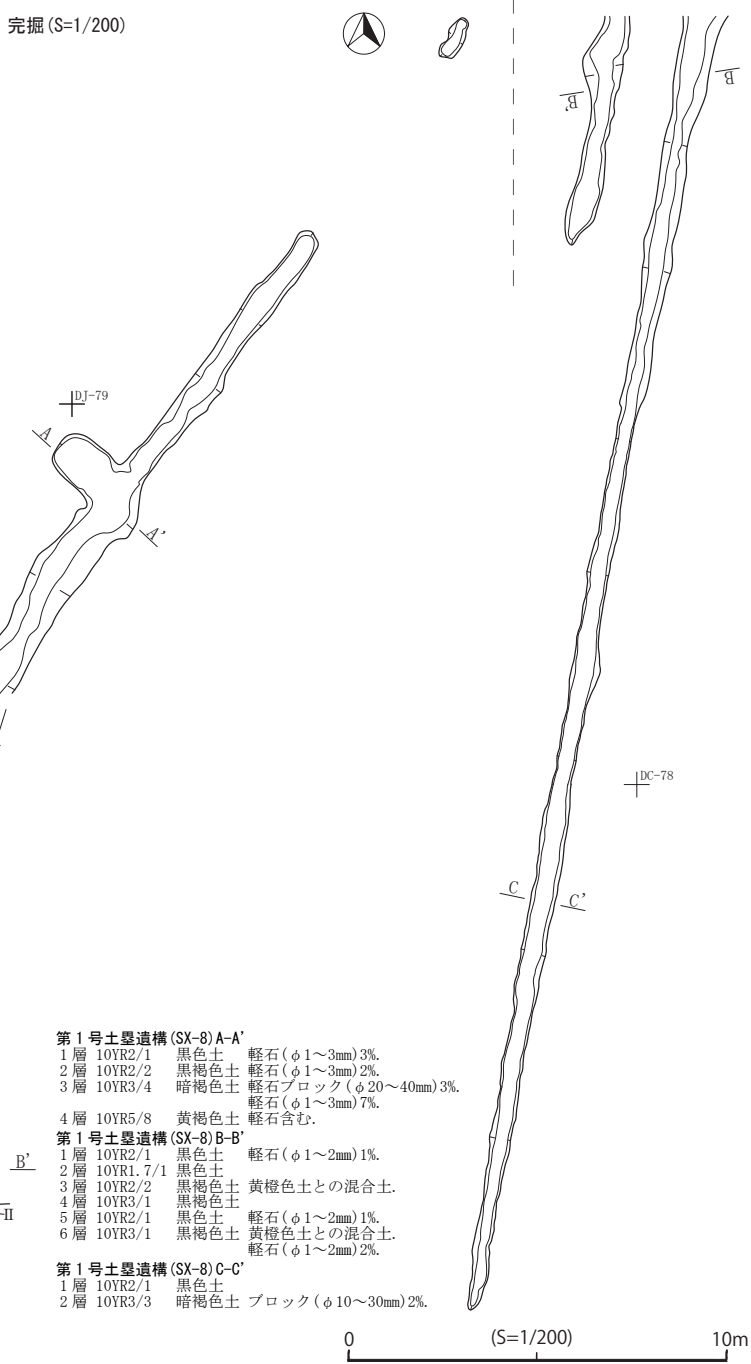 完掘(S=1/200)
B
B'
DJ-79
A
A'
DC-78
C
C'
第1号土塁遺構(SX-8)A-A'
1層 10YR2/1 黒色土 軽石(φ1～3mm)3%.
2層 10YR2/2 黒褐色土 軽石(φ1～3mm)2%.
3層 10YR3/4 暗褐色土 軽石ブロック(φ20～40mm)3%.
軽石(φ1～3mm)7%.
4層 10YR5/8 黄褐色土 軽石含む.
第1号土塁遺構(SX-8)B-B'
1層 10YR2/1 黒色土 軽石(φ1～2mm)1%.
B'
2層 10YR1.7/1 黒色土
3層 10YR2/2 黒褐色土 黄橙色土との混合土.
4層 10YR3/1 黒褐色土
II
5層 10YR2/1 黒色土 軽石(φ1～2mm)1%.
6層 10YR3/1 黒褐色土 黄橙色土との混合土.
軽石(φ1～2mm)2%.
第1号土塁遺構(SX-8)C-C'
1層 10YR2/1 黒色土
2層 10YR3/3 暗褐色土 ブロック(φ10～30mm)2%.
0 (S=1/200) 10m